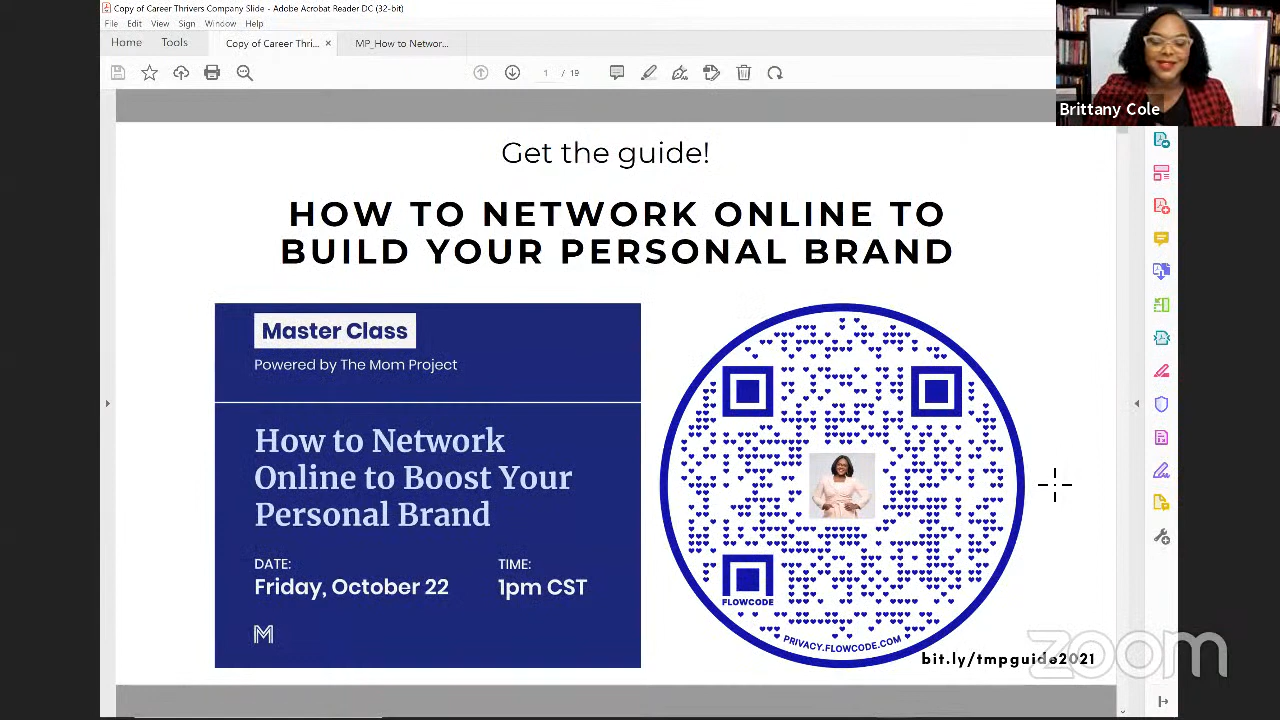 Copy of Career Thrivers Company Slide - Adobe Acrobat Reader DC (32-bit)
File Edit View Sign Window Help
Home Tools Copy of Career Thri... × MP_How to Networ...
1 / 19
Brittany Cole
Get the guide!
HOW TO NETWORK ONLINE TO
BUILD YOUR PERSONAL BRAND
Master Class
Powered by The Mom Project
How to Network
Online to Boost Your
Personal Brand
DATE: TIME:
Friday, October 22 1pm CST
FLOWCODE
PRIVACY.FLOWCODE.COM
bit.ly/tmpguide2021
zoom